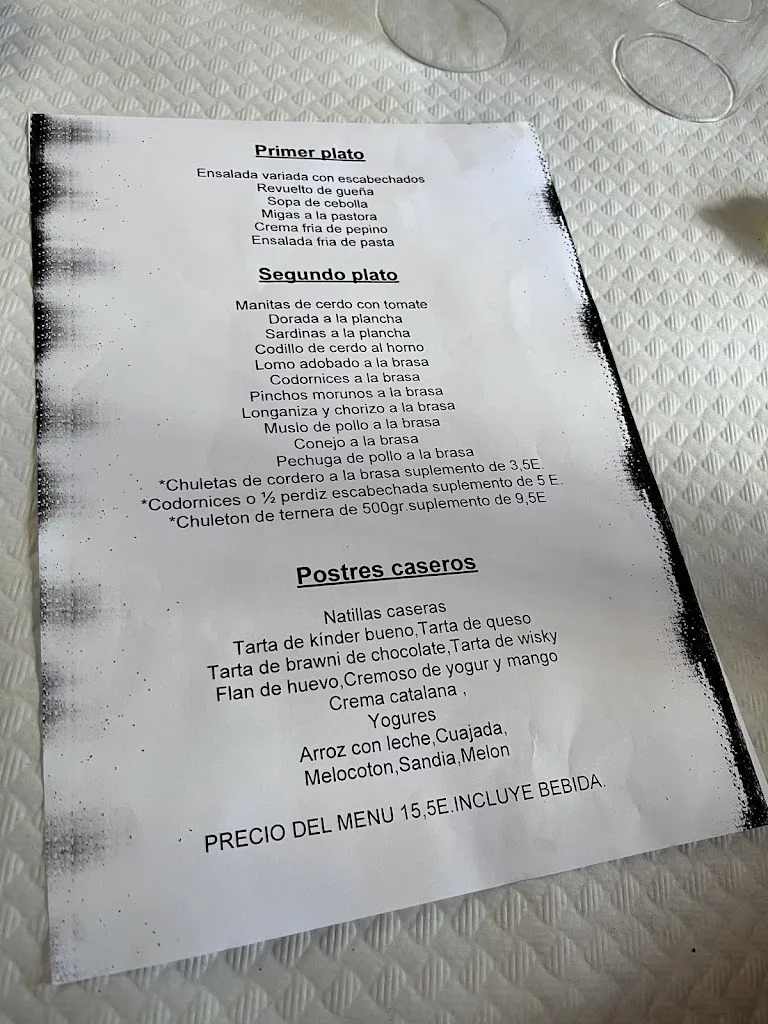 Primer plato
Ensalada variada con escabechados
Revuelto de gueña
Sopa de cebolla
Migas a la pastora
Crema fria de pepino
Ensalada fria de pasta
Segundo plato
Manitas de cerdo con tomate
Dorada a la plancha
Sardinas a la plancha
Codillo de cerdo al horno
Lomo adobado a la brasa
Codornices a la brasa
Pinchos morunos a la brasa
Longaniza y chorizo a la brasa
Muslo de pollo a la brasa
Conejo a la brasa
Pechuga de pollo a la brasa
*Chuletas de cordero a la brasa suplemento de 3,5E.
*Codornices o ½ perdiz escabechada suplemento de 5 E.
*Chuleton de ternera de 500gr.suplemento de 9,5E
Postres caseros
Natillas caseras
Tarta de kínder bueno,Tarta de queso
Tarta de brawni de chocolate,Tarta de wisky
Flan de huevo,Cremoso de yogur y mango
Crema catalana ,
Yogures
Arroz con leche,Cuajada,
Melocoton,Sandia,Melon
PRECIO DEL MENU 15,5E.INCLUYE BEBIDA.